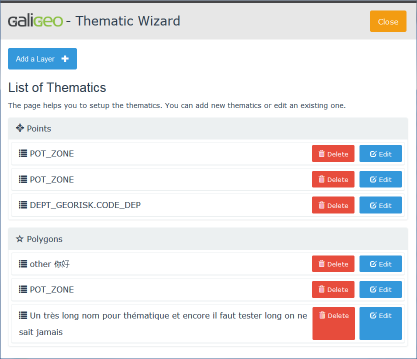 Galigeo - Thematic Wizard
Close
Add a Layer
List of Thematics
The page helps you to setup the thematics. You can add new thematics or edit an existing one.
Points
POT_ZONE Delete Edit
POT_ZONE Delete Edit
DEPT_GEORISK.CODE_DEP Delete Edit
Polygons
other 你好 Delete Edit
POT_ZONE Delete Edit
Un très long nom pour thématique et encore il faut tester long on ne Delete Edit
sait jamais